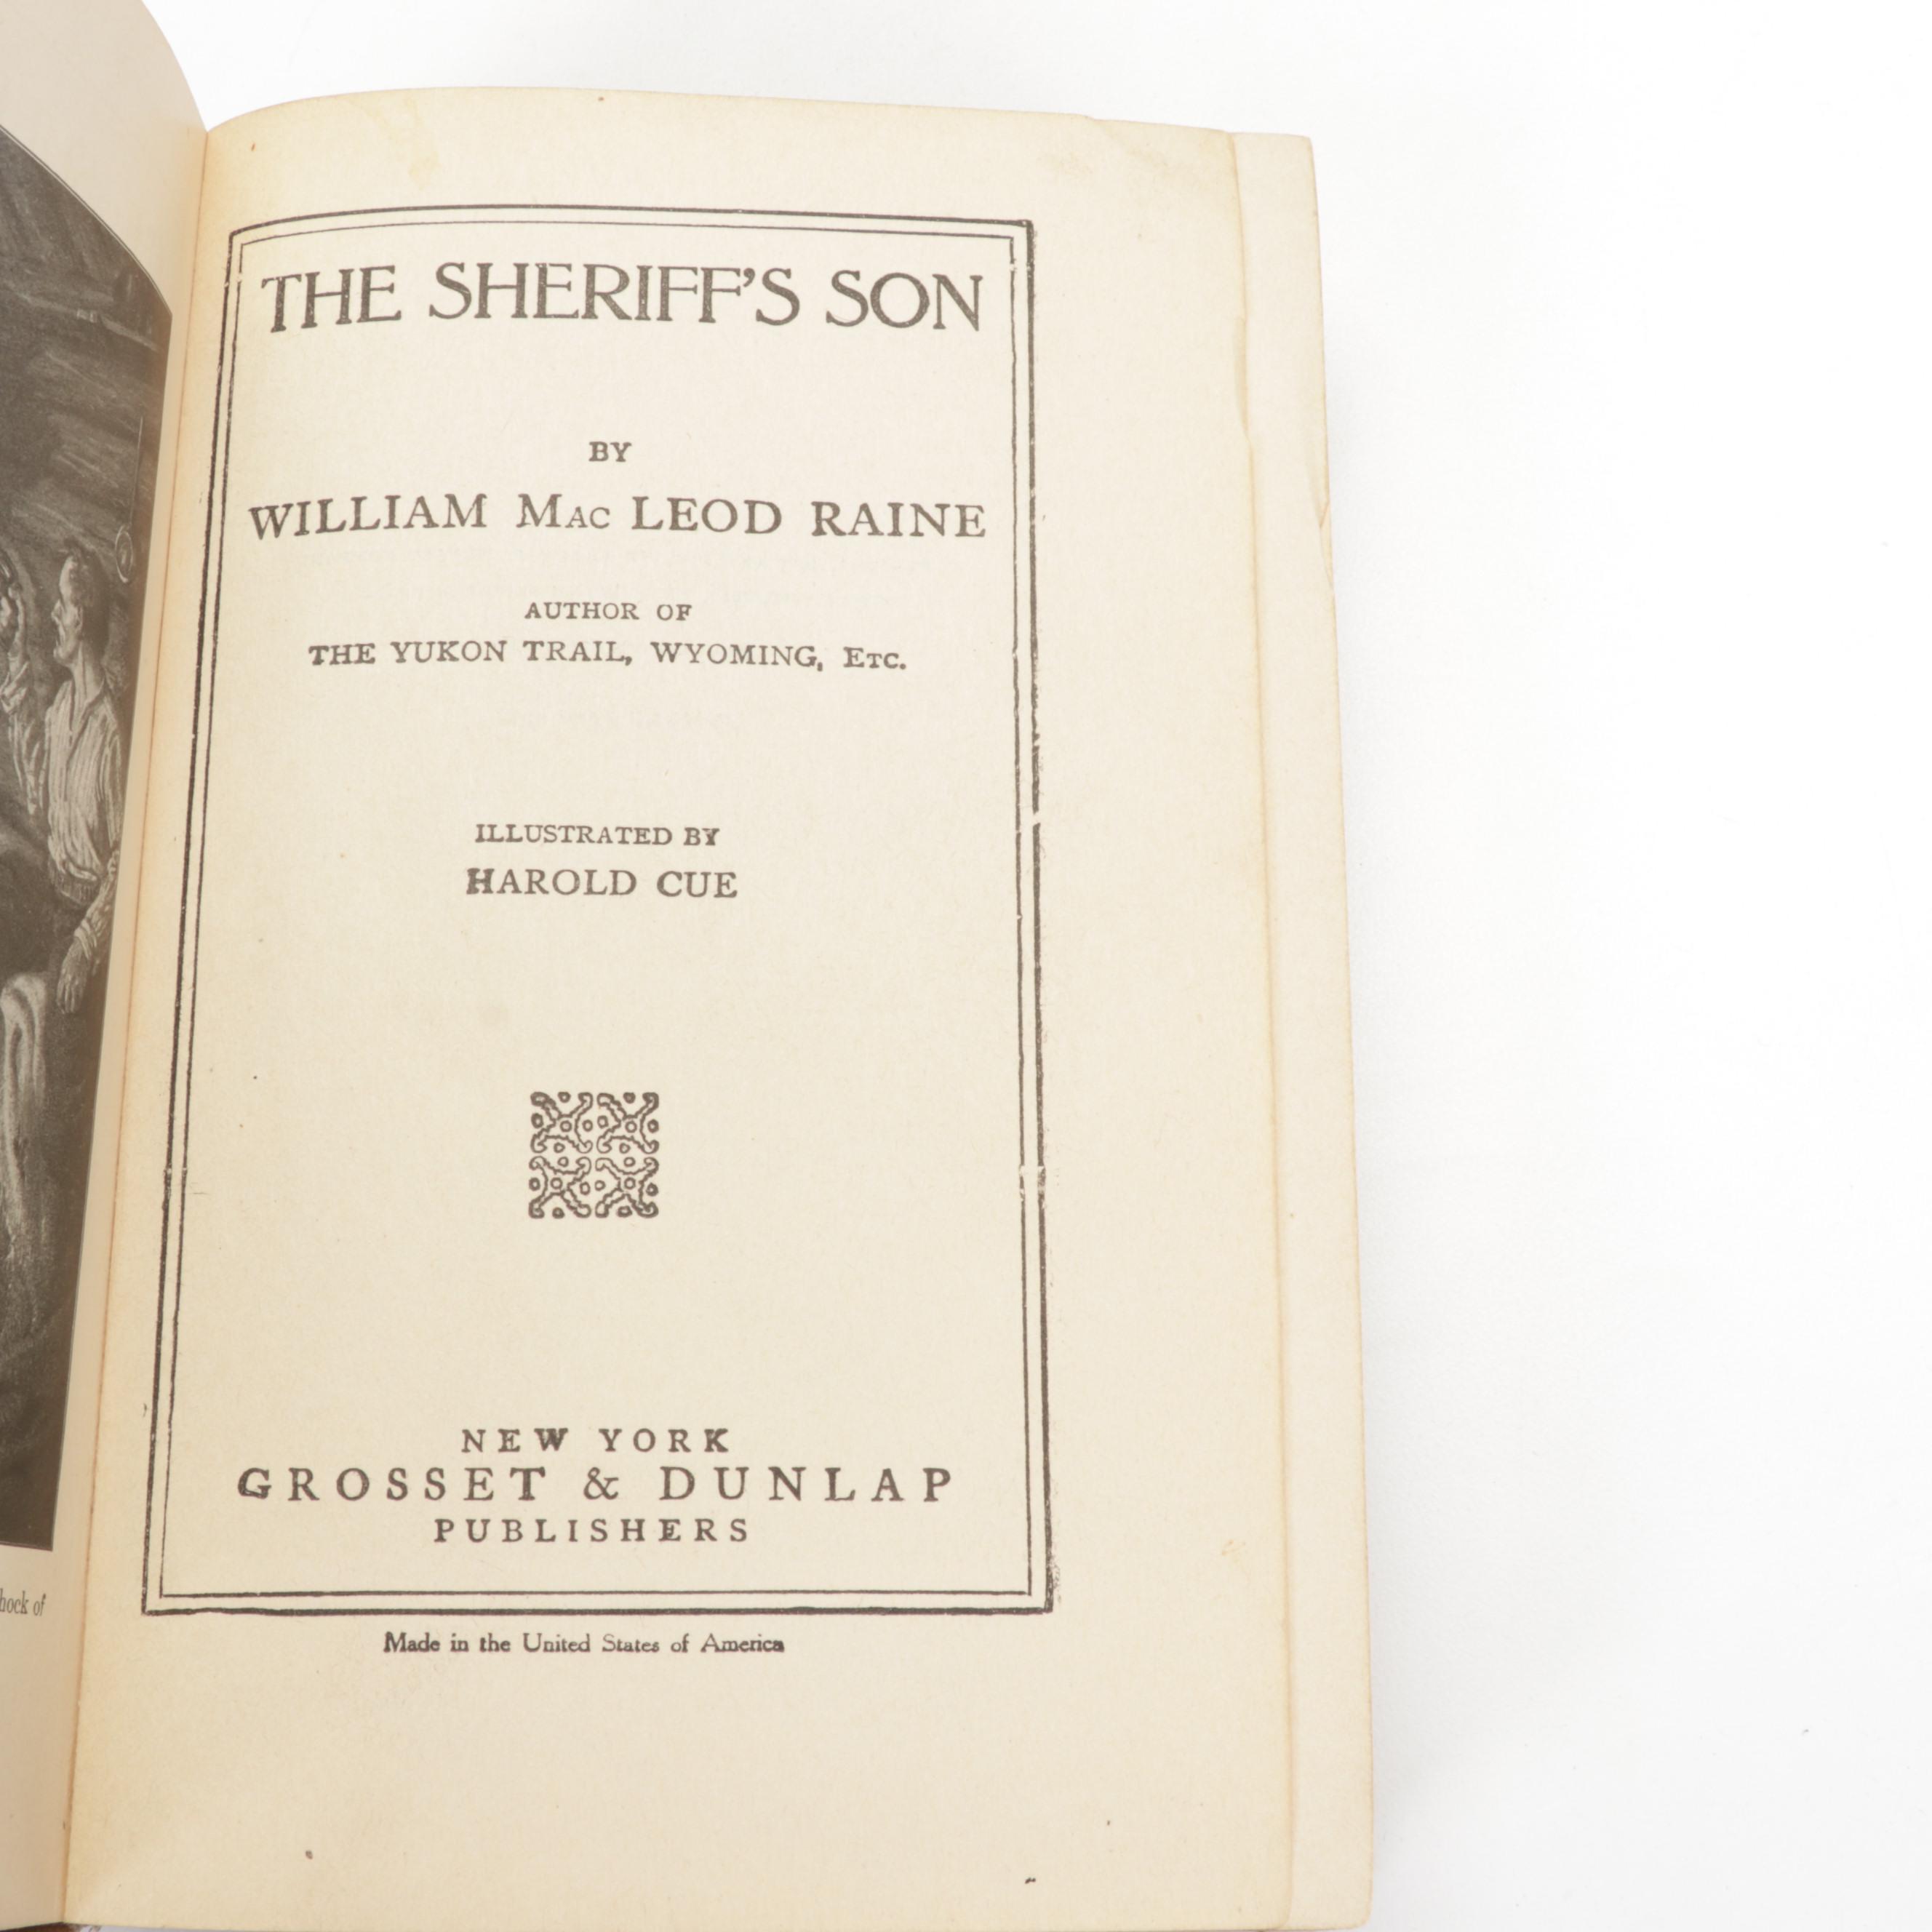 THE SHERIFF'S SON
BY
WILLIAM MAC LEOD RAINE
AUTHOR OF
THE YUKON TRAIL, WYOMING, ETC.
ILLUSTRATED BY
HAROLD CUE
NEW YORK
GROSSET & DUNLAP
PUBLISHERS
Made in the United States of America
of